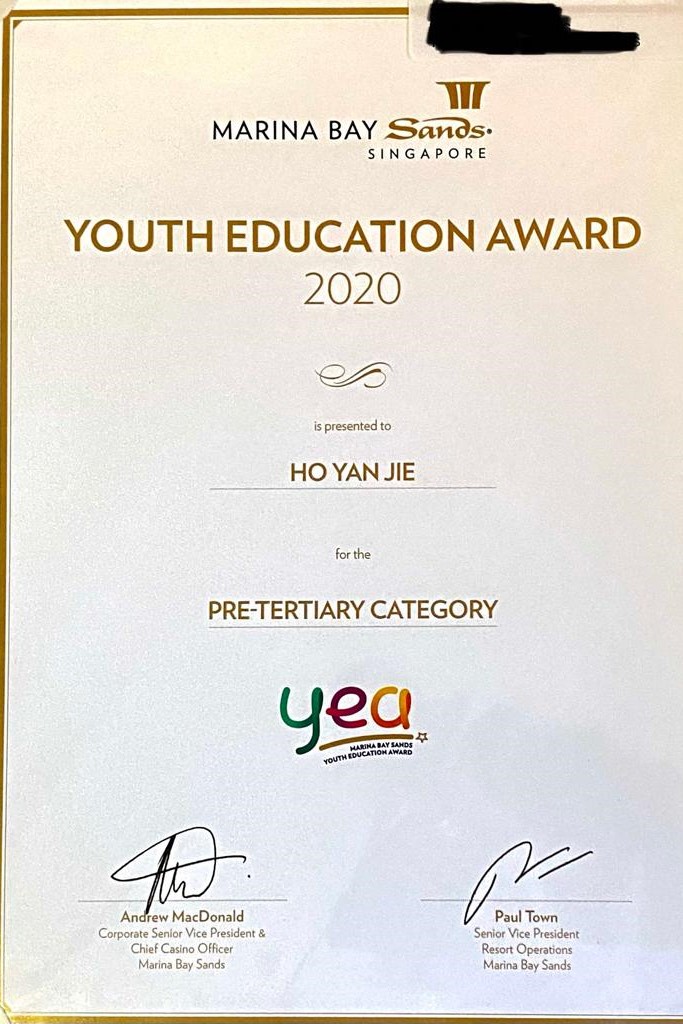 MARINA BAY Sands
SINGAPORE
YOUTH EDUCATION AWARD
2020
is presented to
HO YAN JIE
for the
PRE-TERTIARY CATEGORY
yea
MARINA BAY SANDS
YOUTH EDUCATION AWARD
Andrew MacDonald
Corporate Senior Vice President &
Chief Casino Officer
Marina Bay Sands
Paul Town
Senior Vice President
Resort Operations
Marina Bay Sands